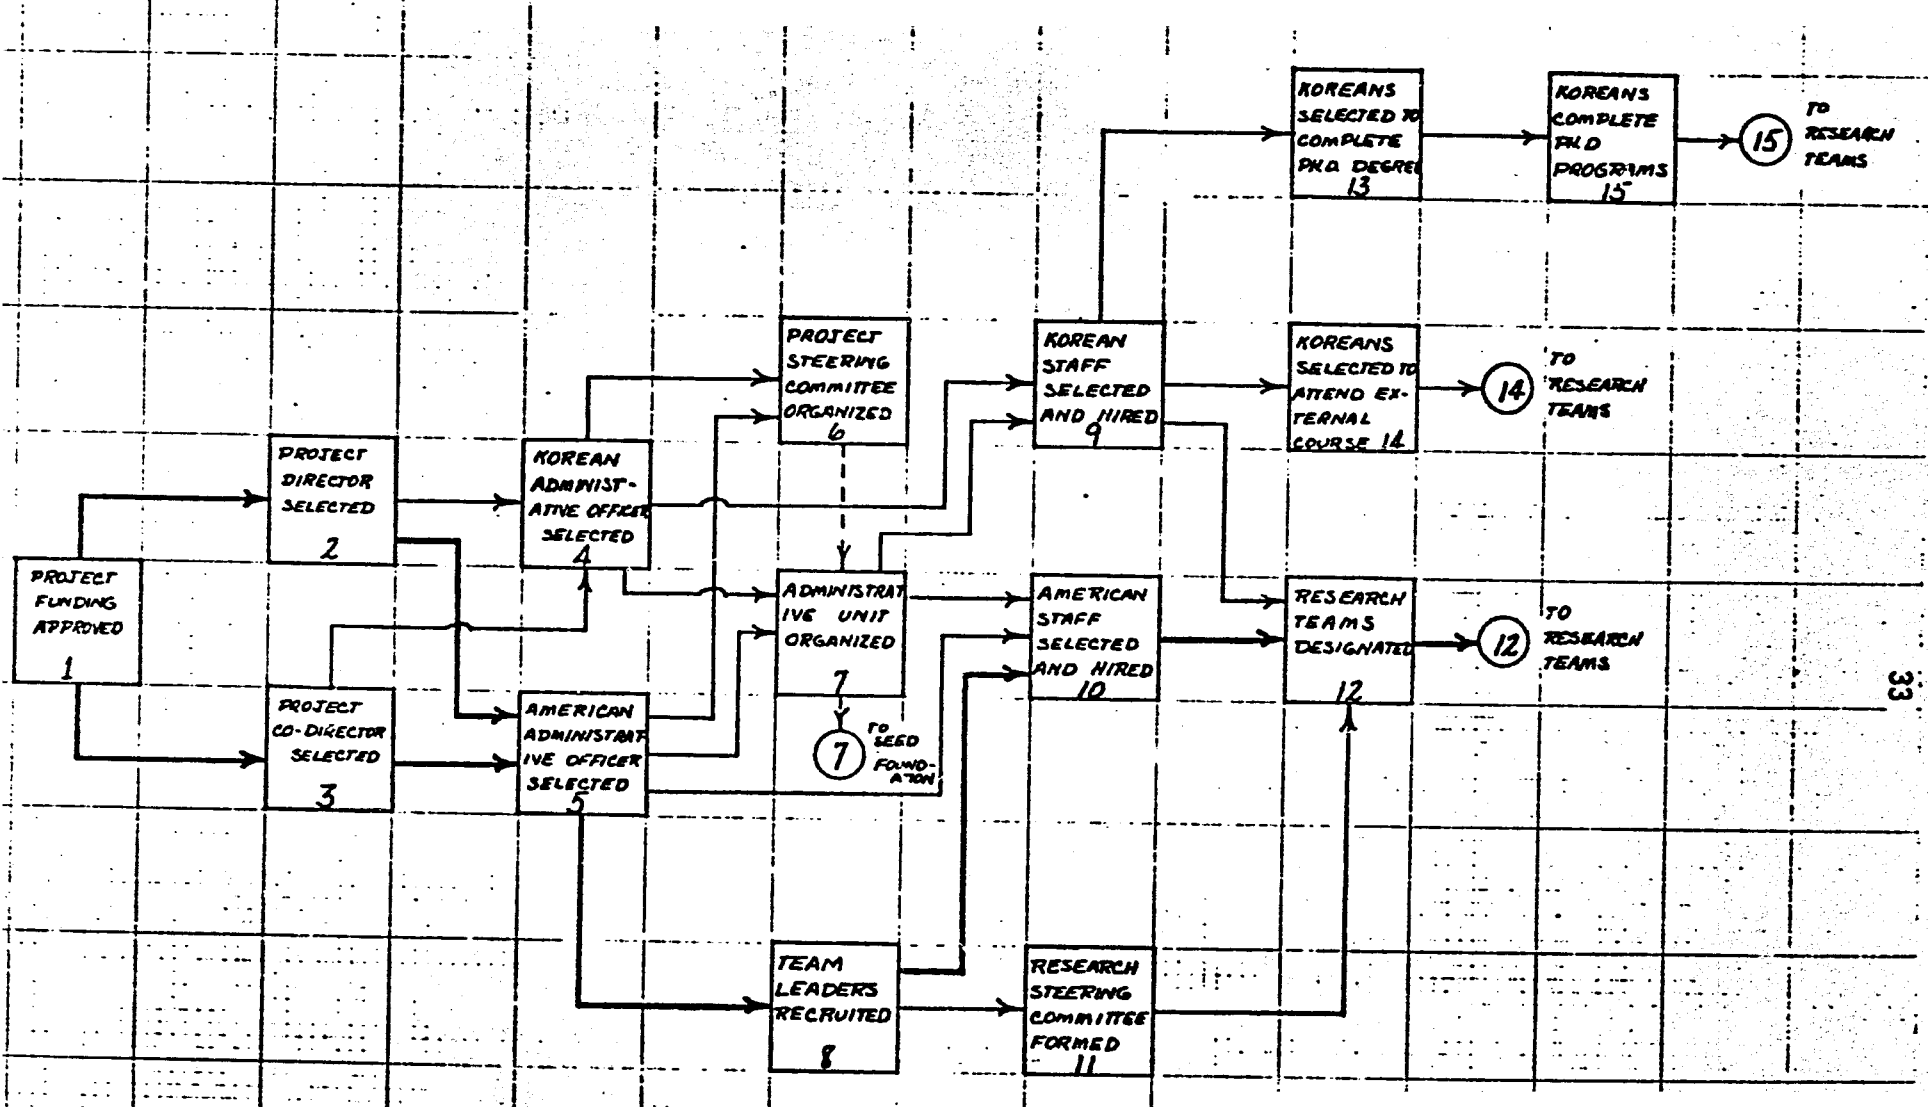 PROJECT
FUNDING
APPROVED
1
PROJECT
DIRECTOR
SELECTED
2
PROJECT
CO-DIRECTOR
SELECTED
3
KOREAN
ADMINIST-
ATIVE OFFICER
SELECTED
4
AMERICAN
ADMINISTRAT
IVE OFFICER
SELECTED
5
PROJECT
STEERING
COMMITTEE
ORGANIZED
6
ADMINISTRAT
IVE UNIT
ORGANIZED
7
7
TO
SEED
FOUND-
ATION
TEAM
LEADERS
RECRUITED
8
KOREAN
STAFF
SELECTED
AND HIRED
9
AMERICAN
STAFF
SELECTED
AND HIRED
10
RESEARCH
STEERING
COMMITTEE
FORMED
11
KOREANS
SELECTED TO
COMPLETE
PH.D. DEGREE
13
KOREANS
SELECTED TO
ATTEND EX-
TERNAL
COURSE 14
RESEARCH
TEAMS
DESIGNATED
12
KOREANS
COMPLETE
PH.D
PROGRAMS
15
15
TO
RESEARCH
TEAMS
14
TO
RESEARCH
TEAMS
12
TO
RESEARCH
TEAMS
33